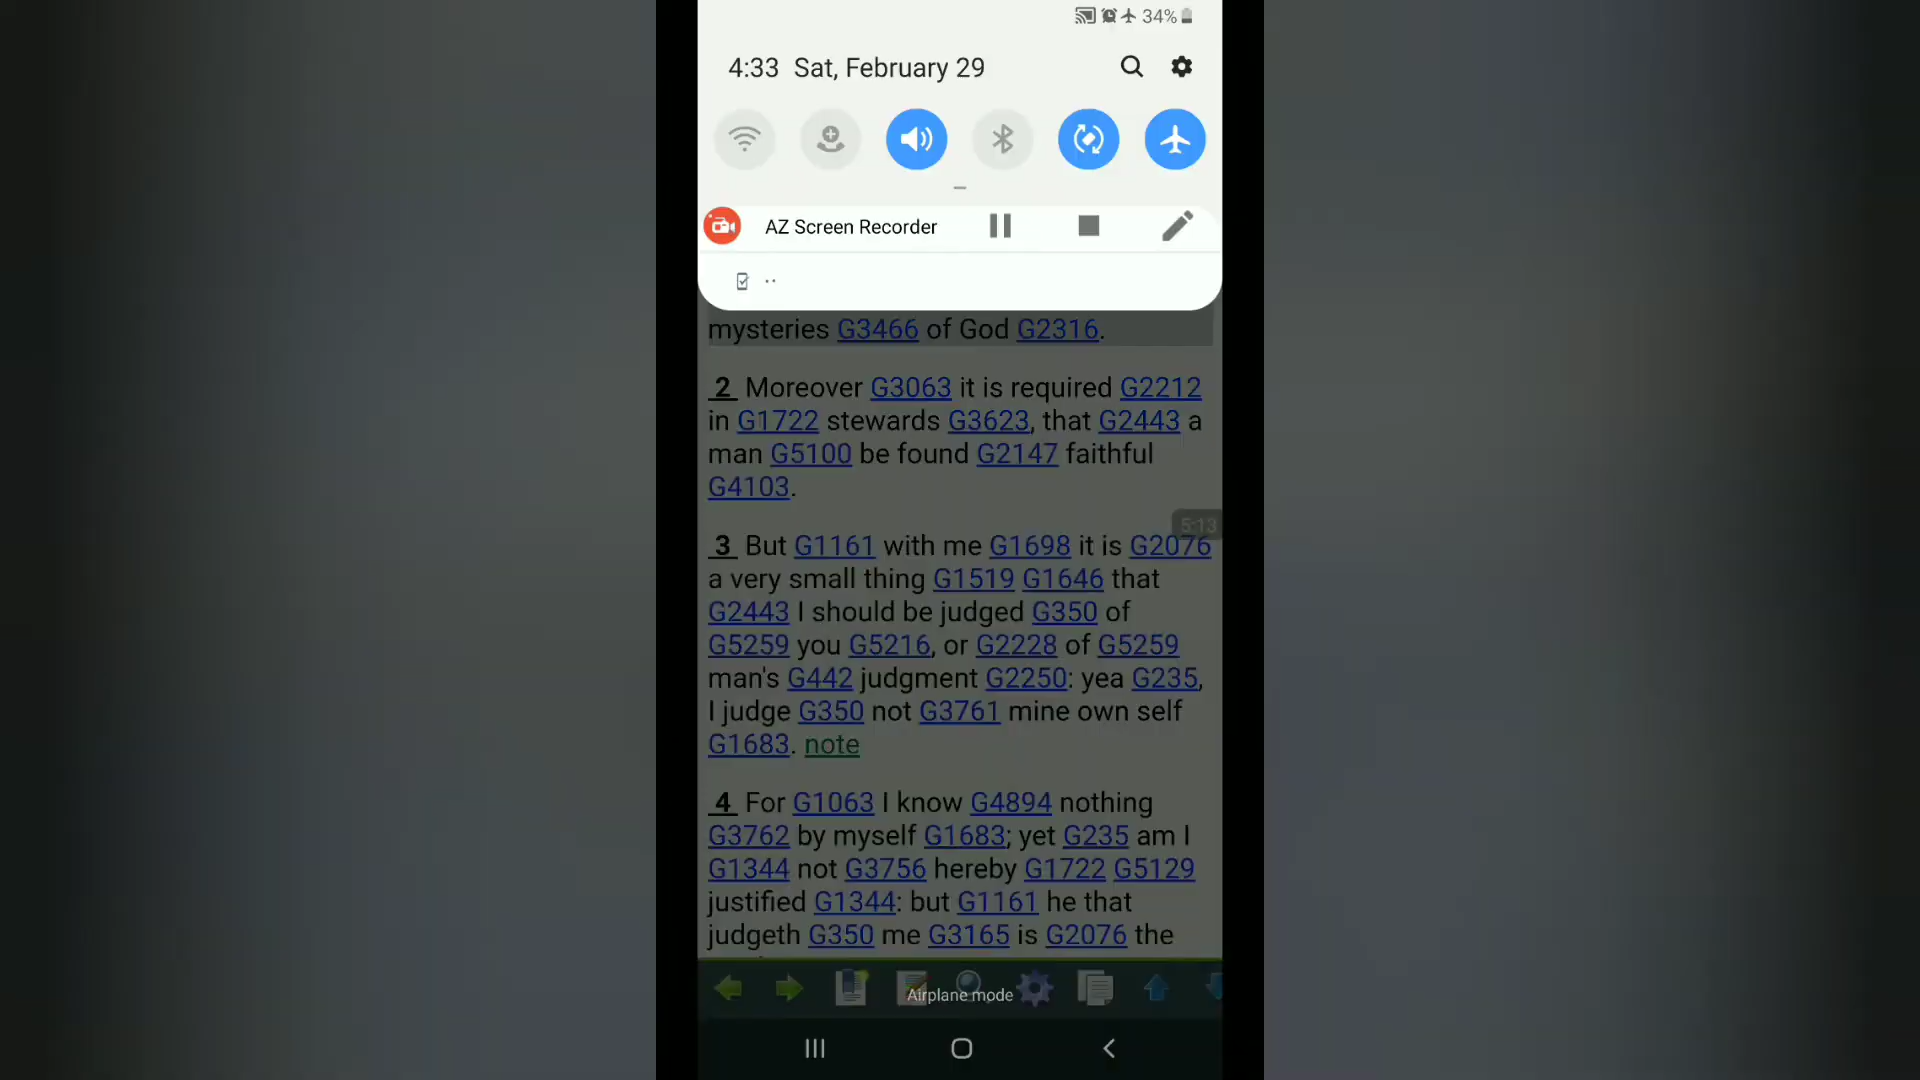 34%
4:33 Sat, February 29
AZ Screen Recorder
mysteries G3466 of God G2316.
2 Moreover G3063 it is required G2212
in G1722 stewards G3623, that G2443 a
man G5100 be found G2147 faithful
G4103.
5:13
3 But G1161 with me G1698 it is G2076
a very small thing G1519 G1646 that
G2443 I should be judged G350 of
G5259 you G5216, or G2228 of G5259
man's G442 judgment G2250: yea G235,
I judge G350 not G3761 mine own self
G1683. note
4 For G1063 I know G4894 nothing
G3762 by myself G1683; yet G235 am I
G1344 not G3756 hereby G1722 G5129
justified G1344: but G1161 he that
judgeth G350 me G3165 is G2076 the
Airplane mode